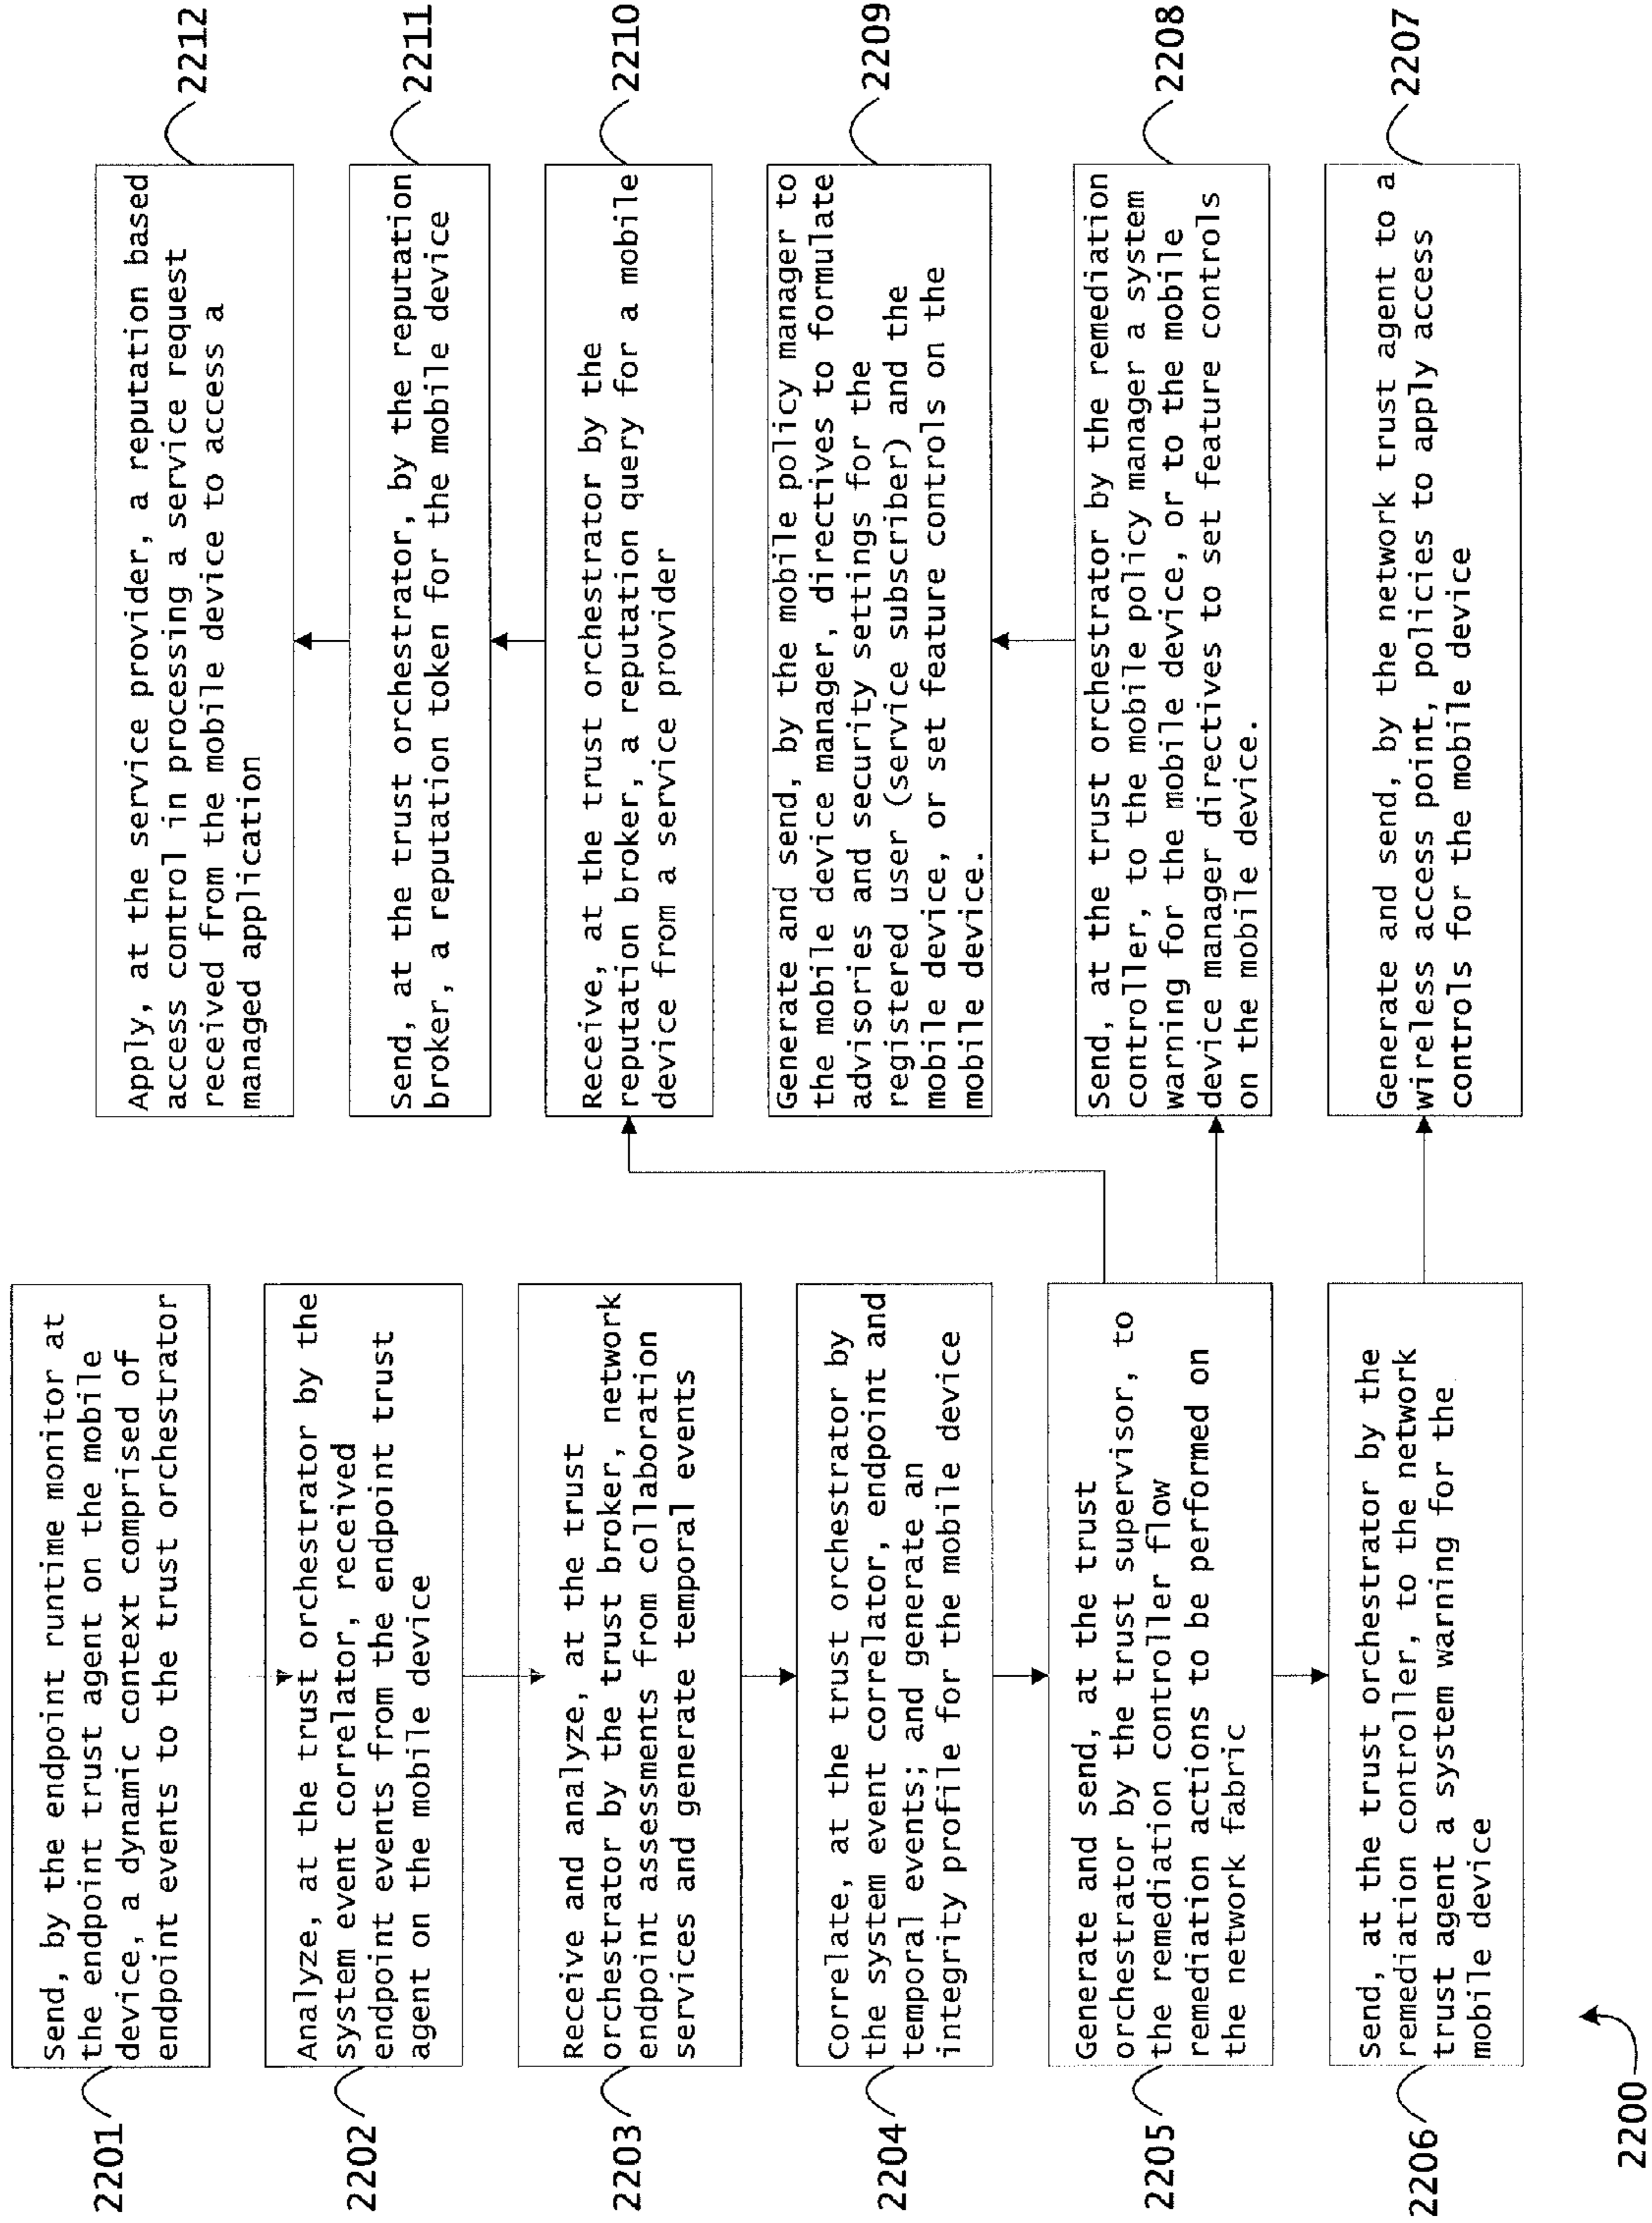 2201
Send, by the endpoint runtime monitor at
the endpoint trust agent on the mobile
device, a dynamic context comprised of
endpoint events to the trust orchestrator
2202
Analyze, at the trust orchestrator by the
system event correlator, received
endpoint events from the endpoint trust
agent on the mobile device
2203
Receive and analyze, at the trust
orchestrator by the trust broker, network
endpoint assessments from collaboration
services and generate temporal events
2204
Correlate, at the trust orchestrator by
the system event correlator, endpoint and
temporal events; and generate an
integrity profile for the mobile device
2205
Generate and send, at the trust
orchestrator by the trust supervisor, to
the remediation controller flow
remediation actions to be performed on
the network fabric
2206
Send, at the trust orchestrator by the
remediation controller, to the network
trust agent a system warning for the
mobile device
2207
Generate and send, by the network trust agent to a
wireless access point, policies to apply access
controls for the mobile device
2208
Send, at the trust orchestrator by the remediation
controller, to the mobile policy manager a system
warning for the mobile device, or to the mobile
device manager directives to set feature controls
on the mobile device.
2209
Generate and send, by the mobile policy manager to
the mobile device manager, directives to formulate
advisories and security settings for the
registered user (service subscriber) and the
mobile device, or set feature controls on the
mobile device.
2210
Receive, at the trust orchestrator by the
reputation broker, a reputation query for a mobile
device from a service provider
2211
Send, at the trust orchestrator, by the reputation
broker, a reputation token for the mobile device
2212
Apply, at the service provider, a reputation based
access control in processing a service request
received from the mobile device to access a
managed application
2200